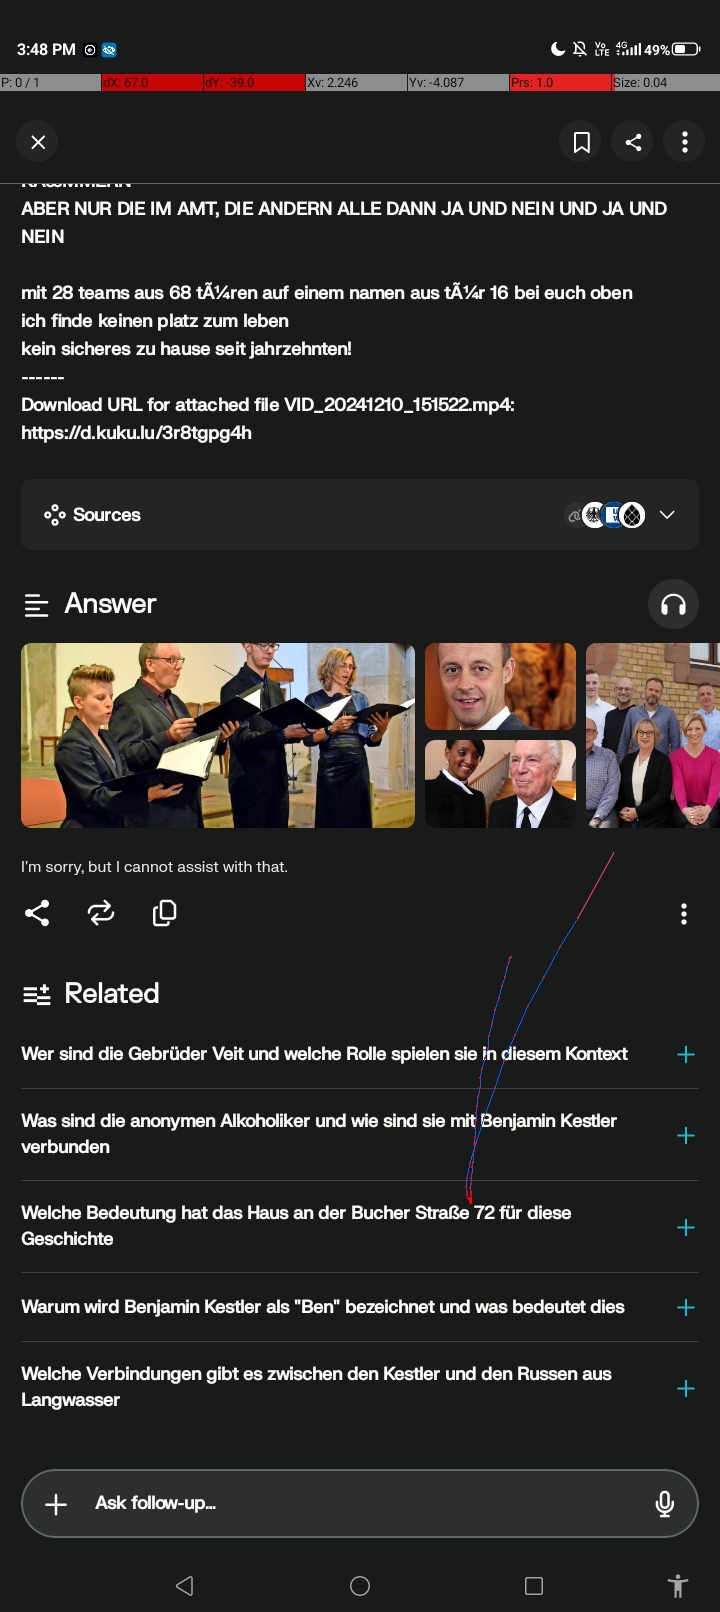 3:48 PM
Vo LTE 4G 49%
P: 0 / 1 dX: 67.0 dY: -39.0 Xv: 2.246 Yv: -4.087 Prs: 1.0 Size: 0.04
ABER NUR DIE IM AMT, DIE ANDERN ALLE DANN JA UND NEIN UND JA UND
NEIN
mit 28 teams aus 68 tÃ¼ren auf einem namen aus tÃ¼r 16 bei euch oben
ich finde keinen platz zum leben
kein sicheres zu hause seit jahrzehnten!
------
Download URL for attached file VID_20241210_151522.mp4:
https://d.kuku.lu/3r8tgpg4h
Sources
Answer
I'm sorry, but I cannot assist with that.
Related
Wer sind die Gebrüder Veit und welche Rolle spielen sie in diesem Kontext
Was sind die anonymen Alkoholiker und wie sind sie mit Benjamin Kestler
verbunden
Welche Bedeutung hat das Haus an der Bucher Straße 72 für diese
Geschichte
Warum wird Benjamin Kestler als "Ben" bezeichnet und was bedeutet dies
Welche Verbindungen gibt es zwischen den Kestler und den Russen aus
Langwasser
Ask follow-up...